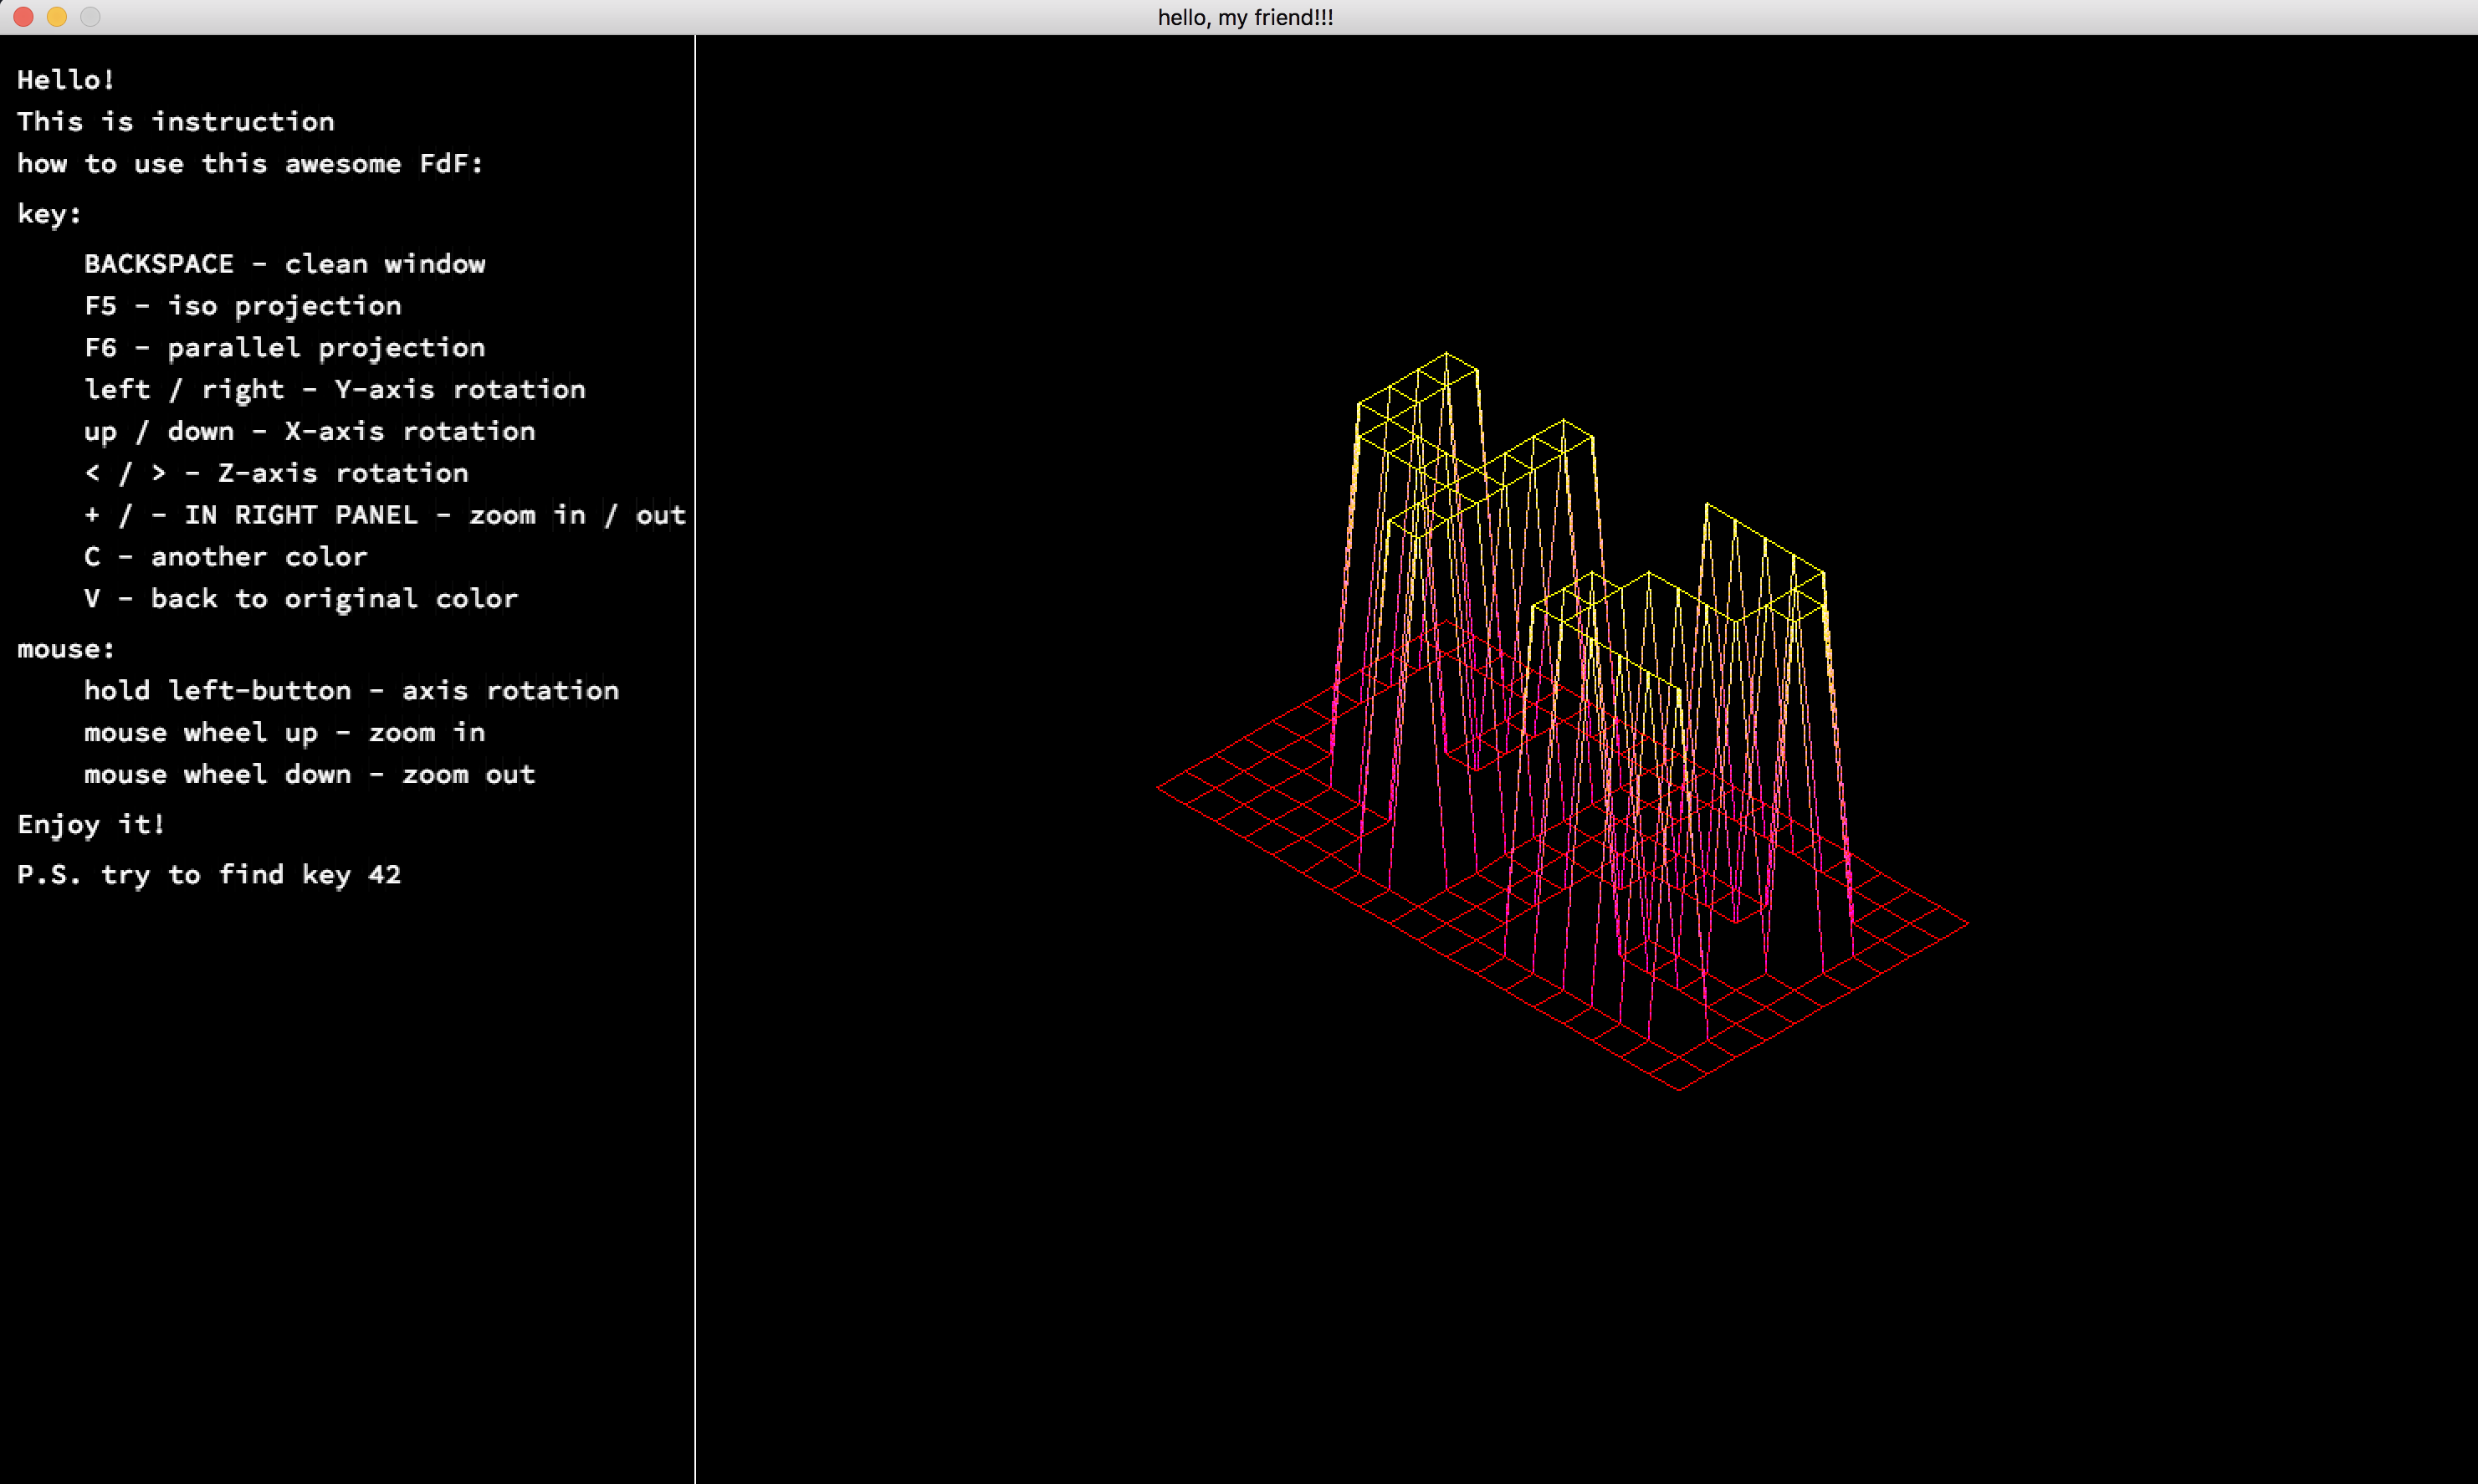 hello, my friend!!!
Hello!
This is instruction
how to use this awesome FdF:
key:
BACKSPACE - clean window
F5 - iso projection
F6 - parallel projection
left / right - Y-axis rotation
up / down - X-axis rotation
< / > - Z-axis rotation
+ / - IN RIGHT PANEL - zoom in / out
C - another color
V - back to original color
mouse:
hold left-button - axis rotation
mouse wheel up - zoom in
mouse wheel down - zoom out
Enjoy it!
P.S. try to find key 42